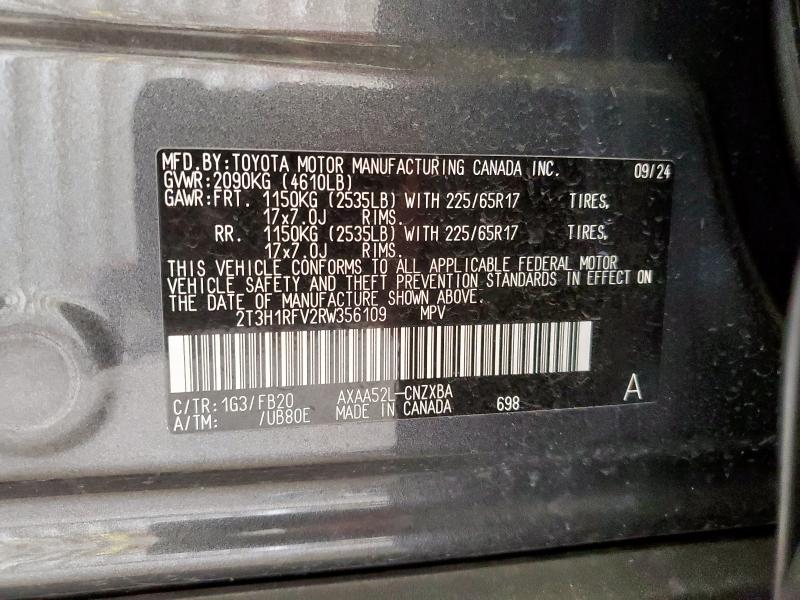 MFD.BY:TOYOTA MOTOR MANUFACTURING CANADA INC. 09/24
GVWR:2090KG (4610LB)
GAWR:FRT. 1150KG (2535LB) WITH 225/65R17 TIRES,
17x7.0J RIMS.
RR. 1150KG (2535LB) WITH 225/65R17 TIRES,
17x7.0J RIMS.
THIS VEHICLE CONFORMS TO ALL APPLICABLE FEDERAL MOTOR
VEHICLE SAFETY AND THEFT PREVENTION STANDARDS IN EFFECT ON
THE DATE OF MANUFACTURE SHOWN ABOVE.
2T3H1RFV2RW356109 MPV
C/TR:1G3/FB20 AXAA52L-CNZXBA
A/TM: /UB80E MADE IN CANADA 698 A